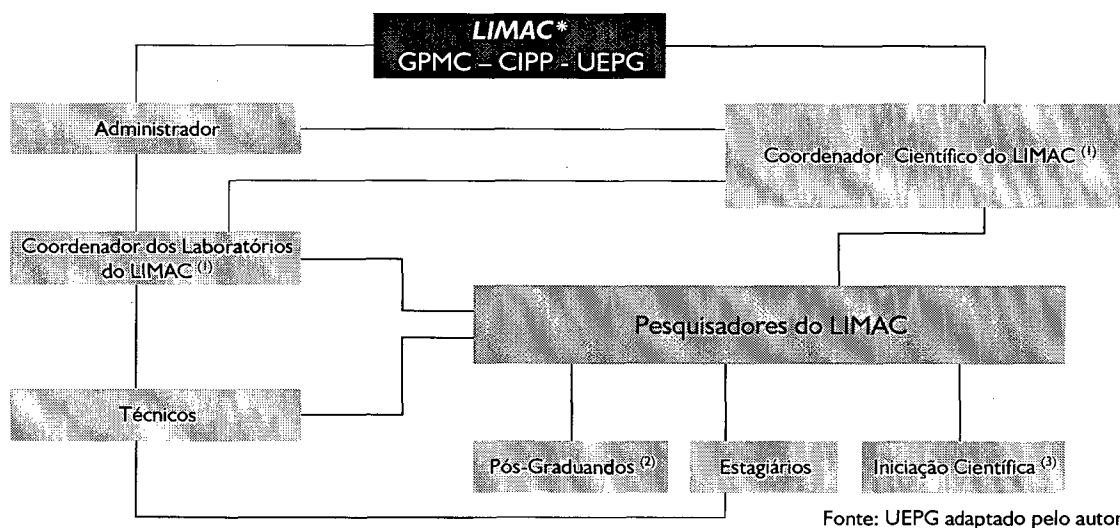 LIMAC*
GPMC – CIPP - UEPG
Administrador
Coordenador Científico do LIMAC (1)
Coordenador dos Laboratórios
do LIMAC (1)
Pesquisadores do LIMAC
Técnicos
Pós-Graduandos (2)
Estagiários
Iniciação Científica (3)
Fonte: UEPG adaptado pelo autor